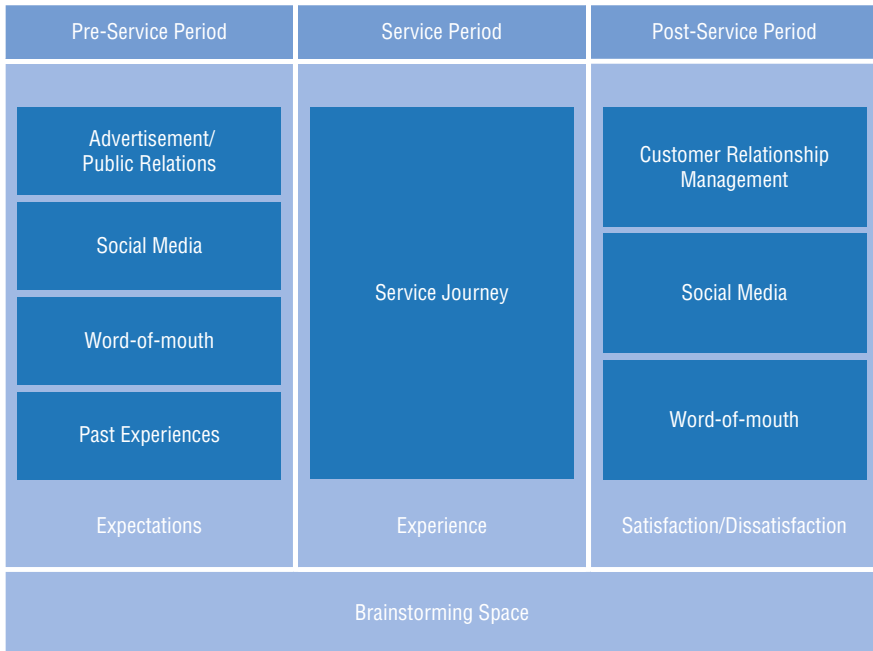 Pre-Service Period
Service Period
Post-Service Period
Advertisement/
Public Relations
Social Media
Word-of-mouth
Past Experiences
Expectations
Service Journey
Experience
Customer Relationship
Management
Social Media
Word-of-mouth
Satisfaction/Dissatisfaction
Brainstorming Space